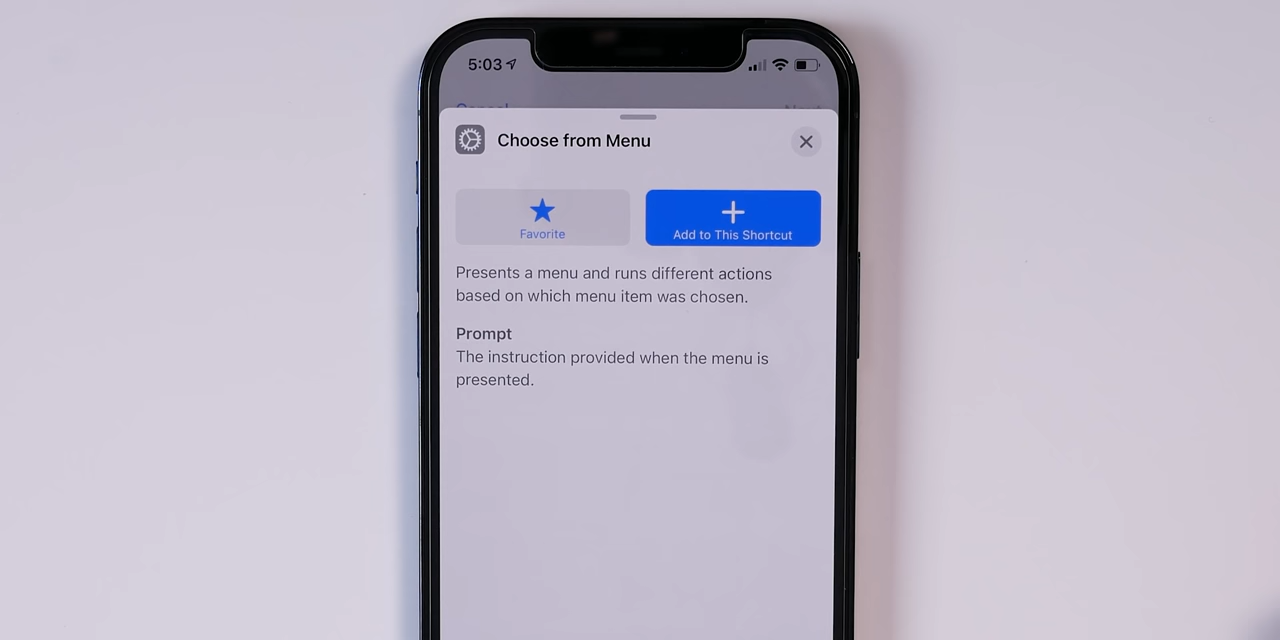 5:03
Cancel
Choose from Menu
Favorite
Add to This Shortcut
Presents a menu and runs different actions
based on which menu item was chosen.
Prompt
The instruction provided when the menu is
presented.